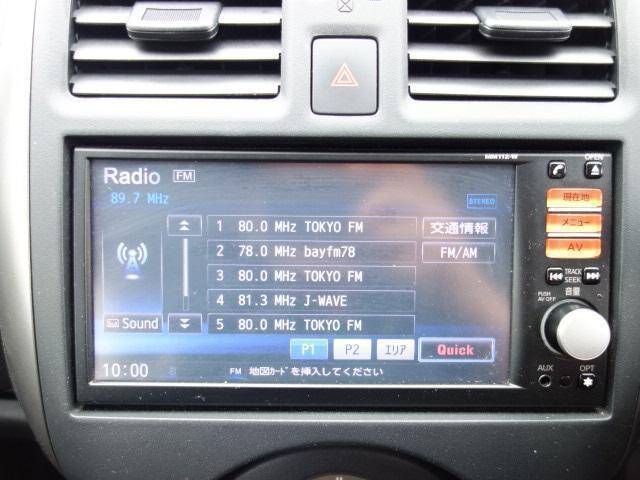 MM112-W
OPEN
Radio FM
89.7 MHz
STEREO
現在地
メニュー
AV
1 80.0 MHz TOKYO FM
交通情報
2 78.0 MHz bayfm78
FM/AM
3 80.0 MHz TOKYO FM
4 81.3 MHz J-WAVE
5 80.0 MHz TOKYO FM
Sound
P1 P2 エリア Quick
10:00
FM 地図カードを挿入してください
TRACK
SEEK
音量
PUSH
AV OFF
AUX
OPT